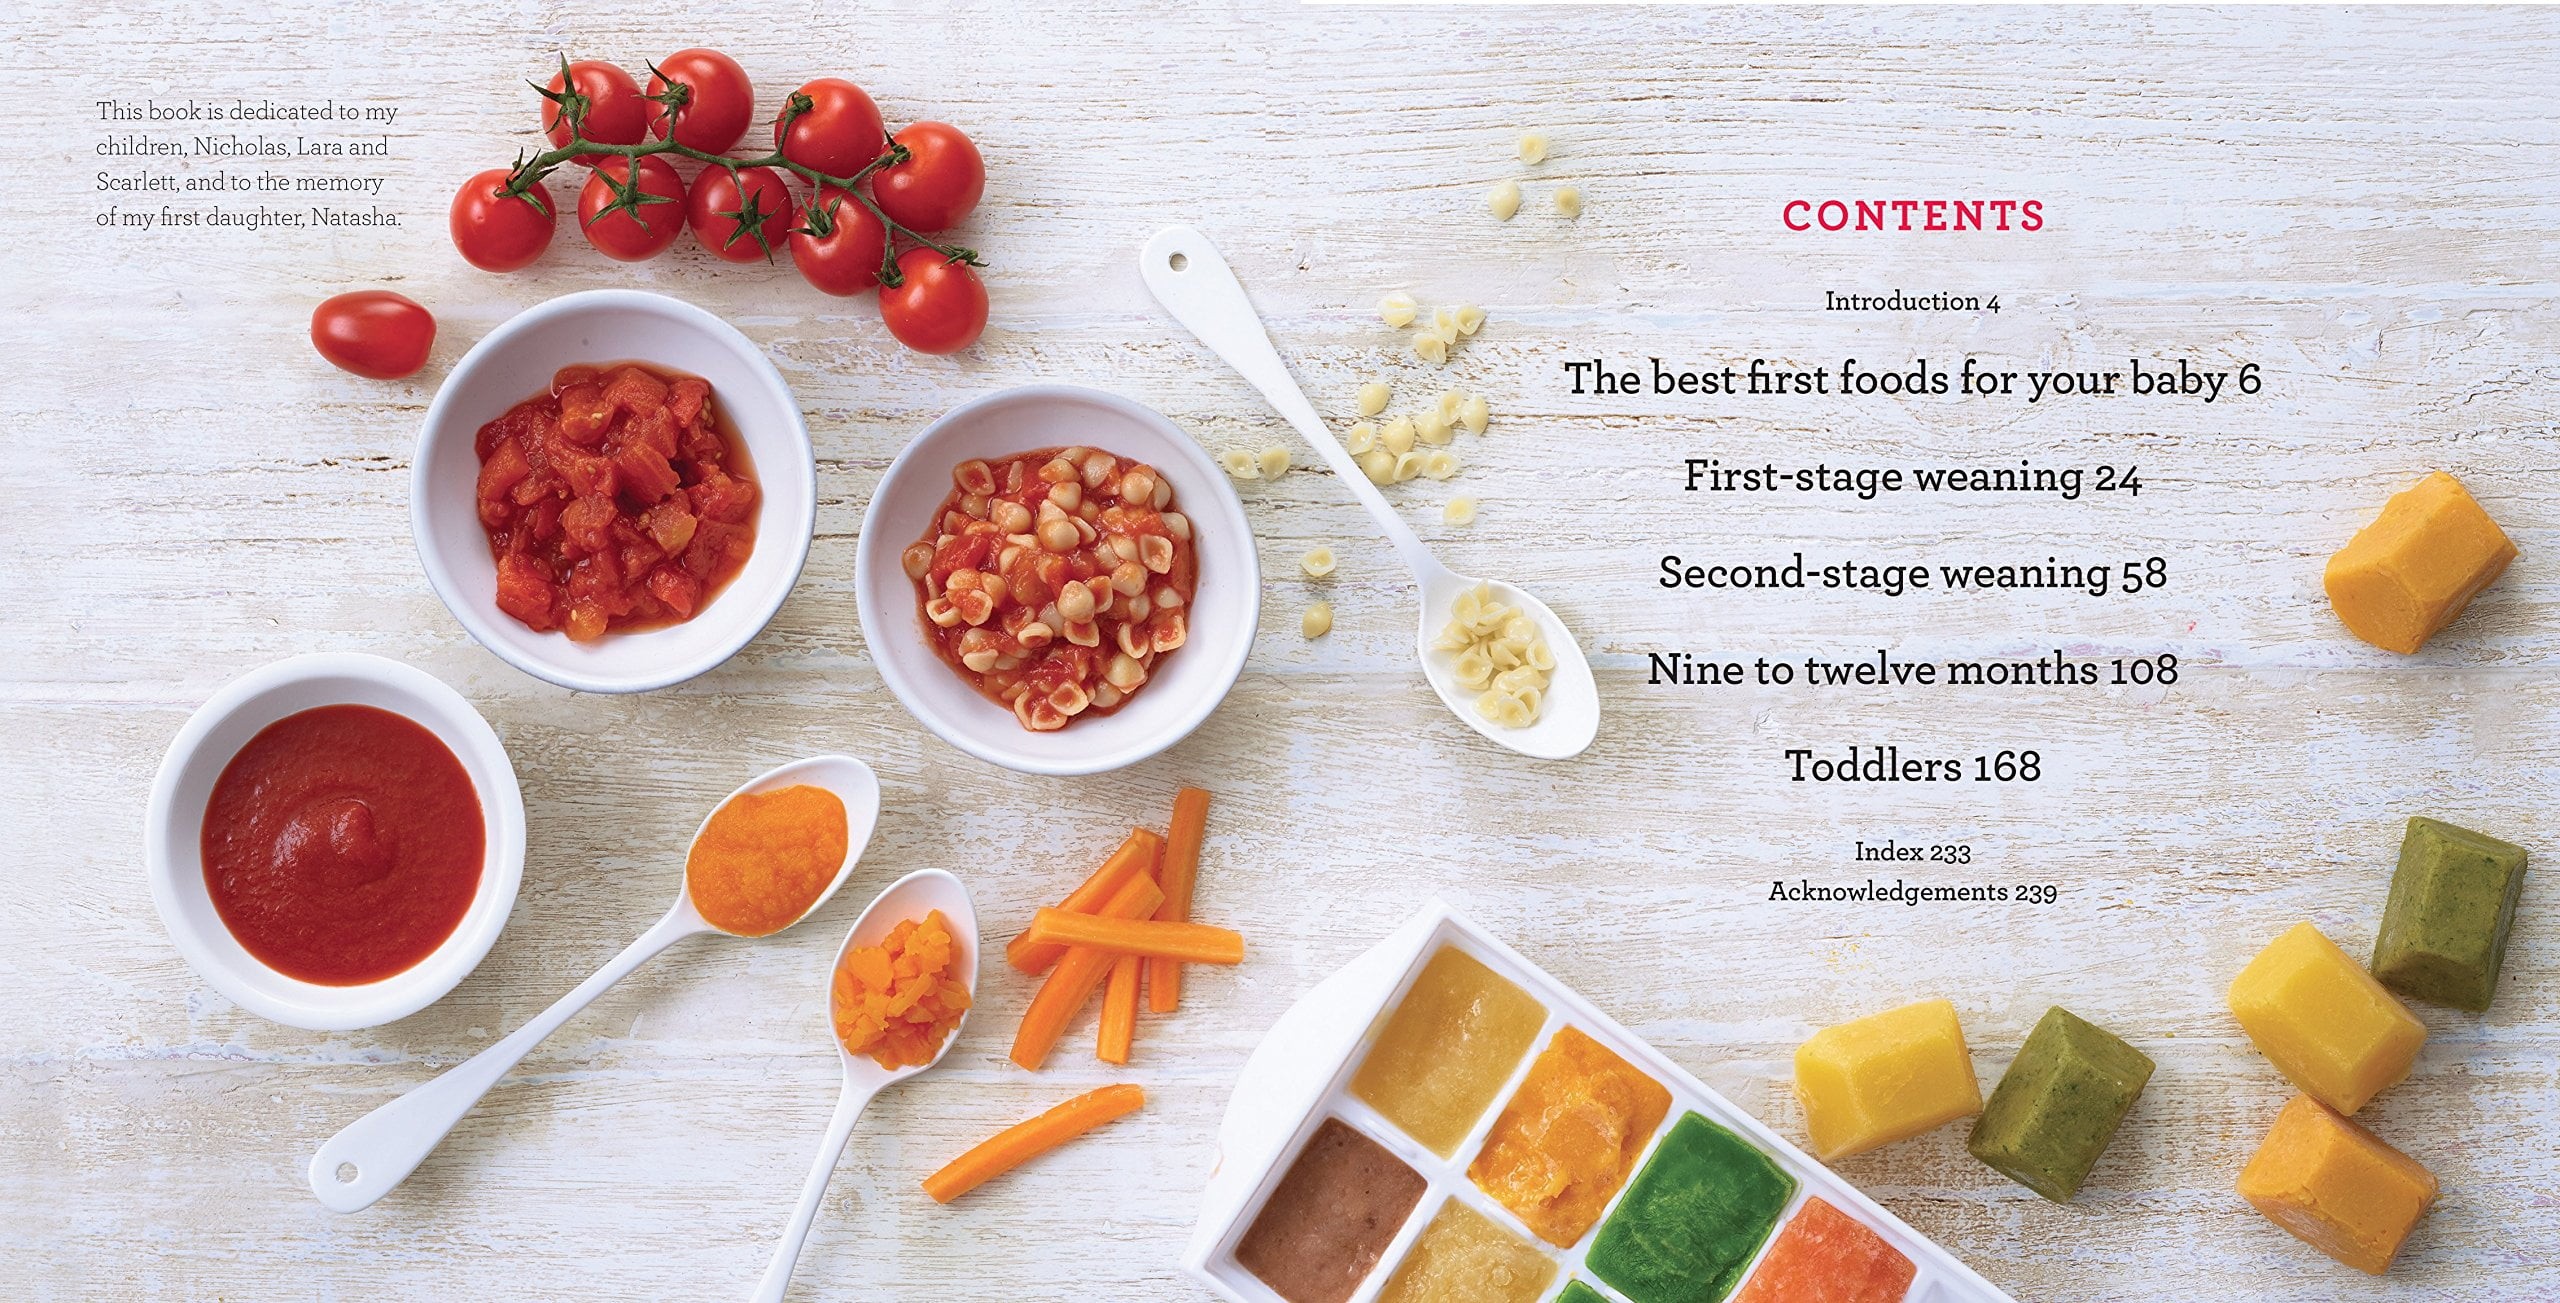 This book is dedicated to my
children, Nicholas, Lara and
Scarlett, and to the memory
of my first daughter, Natasha.
CONTENTS
Introduction 4
The best first foods for your baby 6
First-stage weaning 24
Second-stage weaning 58
Nine to twelve months 108
Toddlers 168
Index 233
Acknowledgements 239